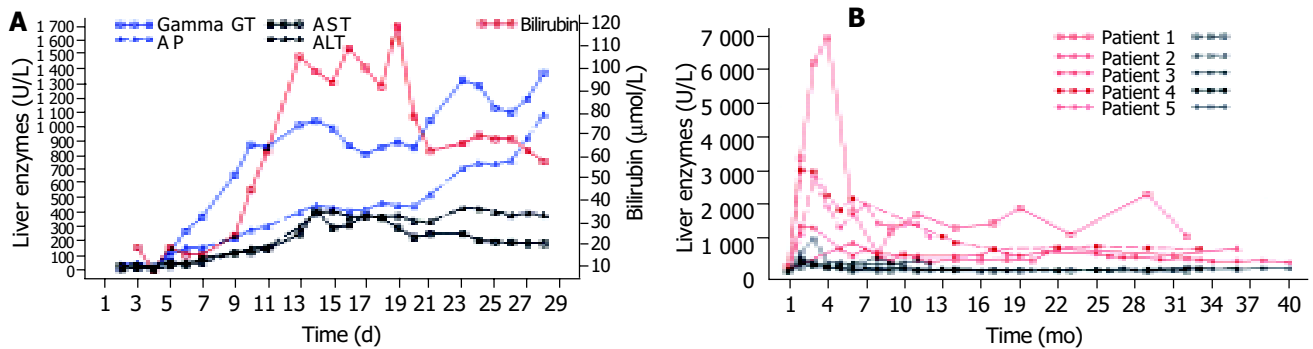 A
Gamma GT
AP
AST
ALT
Bilirubin
Liver enzymes (U/L)
1 700
1 600
1 500
1 400
1 300
1 200
1 100
1 000
900
800
700
600
500
400
300
200
100
0
120
110
100
90
80
70
60
50
40
30
20
10
Bilirubin (μmol/L)
1 3 5 7 9 11 13 15 17 19 21 23 25 27 29
Time (d)
B
Patient 1
Patient 2
Patient 3
Patient 4
Patient 5
Liver enzymes (U/L)
7 000
6 000
5 000
4 000
3 000
2 000
1 000
0
1 4 7 10 13 16 19 22 25 28 31 34 37 40
Time (mo)